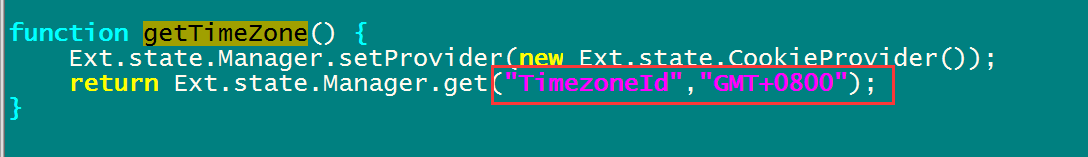 function getTimeZone() {
    Ext.state.Manager.setProvider(new Ext.state.CookieProvider());
    return Ext.state.Manager.get("TimezoneId","GMT+0800");
}